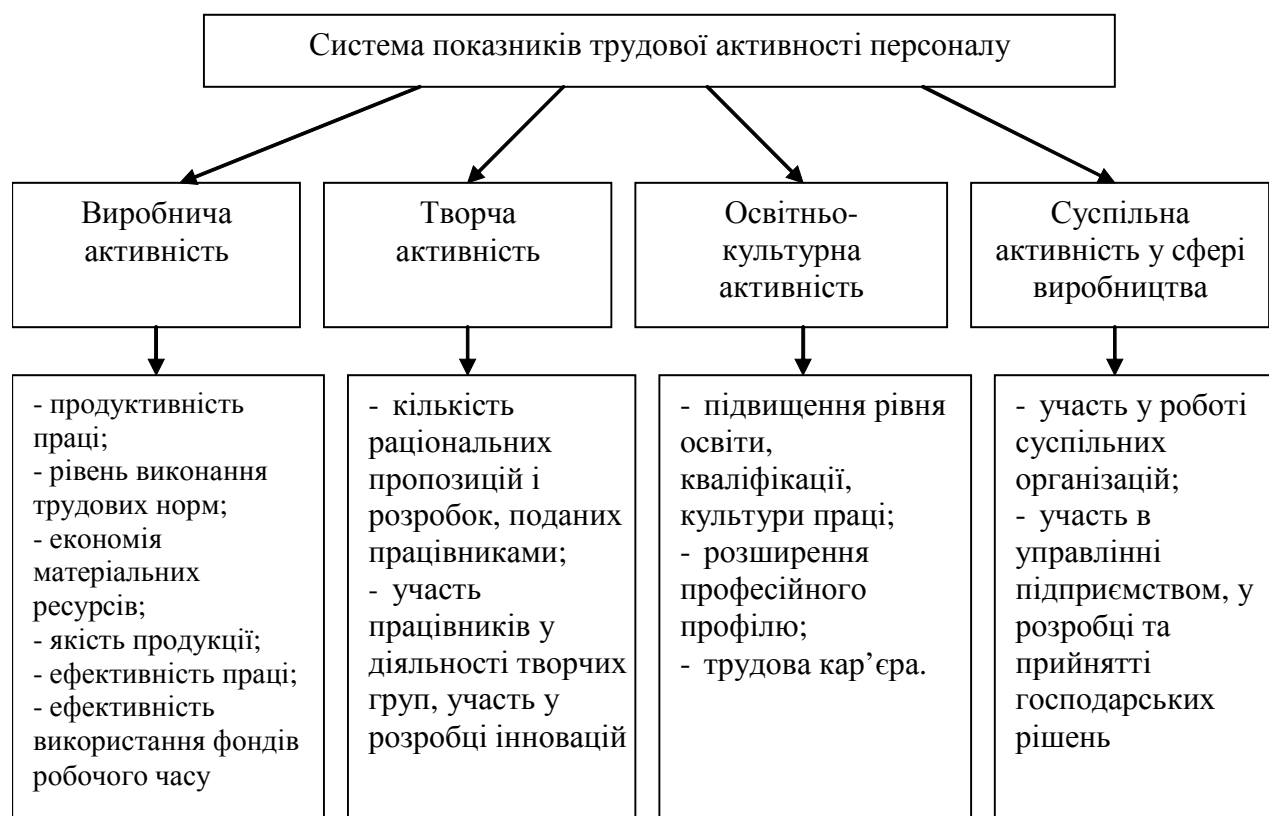 Система показників трудової активності персоналу
Виробнича
активність
Творча
активність
Освітньо-
культурна
активність
Суспільна
активність у сфері
виробництва
- продуктивність
праці;
- рівень виконання
трудових норм;
- економія
матеріальних
ресурсів;
- якість продукції;
- ефективність праці;
- ефективність
використання фондів
робочого часу
- кількість
раціональних
пропозицій і
розробок, поданих
працівниками;
- участь
працівників у
діяльності творчих
груп, участь у
розробці інновацій
- підвищення рівня
освіти,
кваліфікації,
культури праці;
- розширення
професійного
профілю;
- трудова кар’єра.
- участь у роботі
суспільних
організацій;
- участь в
управлінні
підприємством, у
розробці та
прийнятті
господарських
рішень